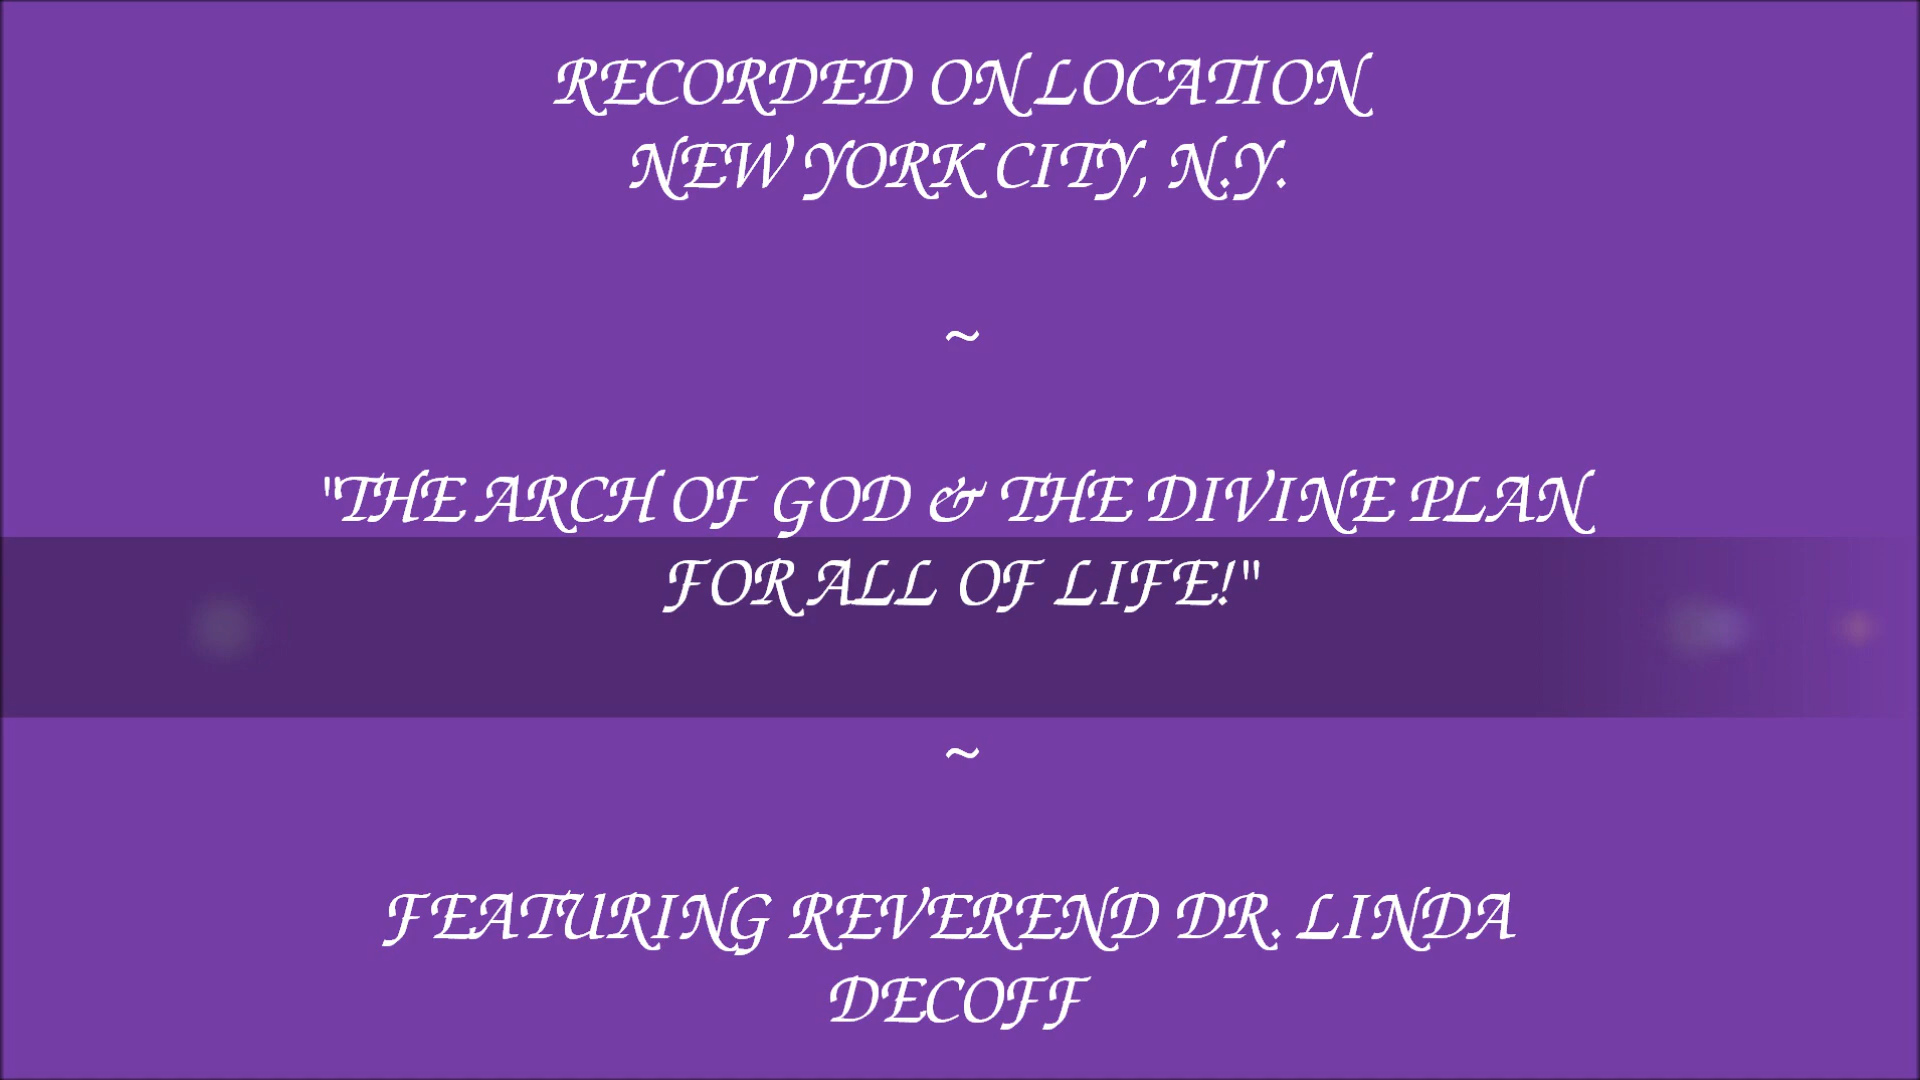 RECORDED ON LOCATION
NEW YORK CITY, N.Y.
~
"THE ARCH OF GOD & THE DIVINE PLAN
FOR ALL OF LIFE!"
~
FEATURING REVEREND DR. LINDA
DECOFF